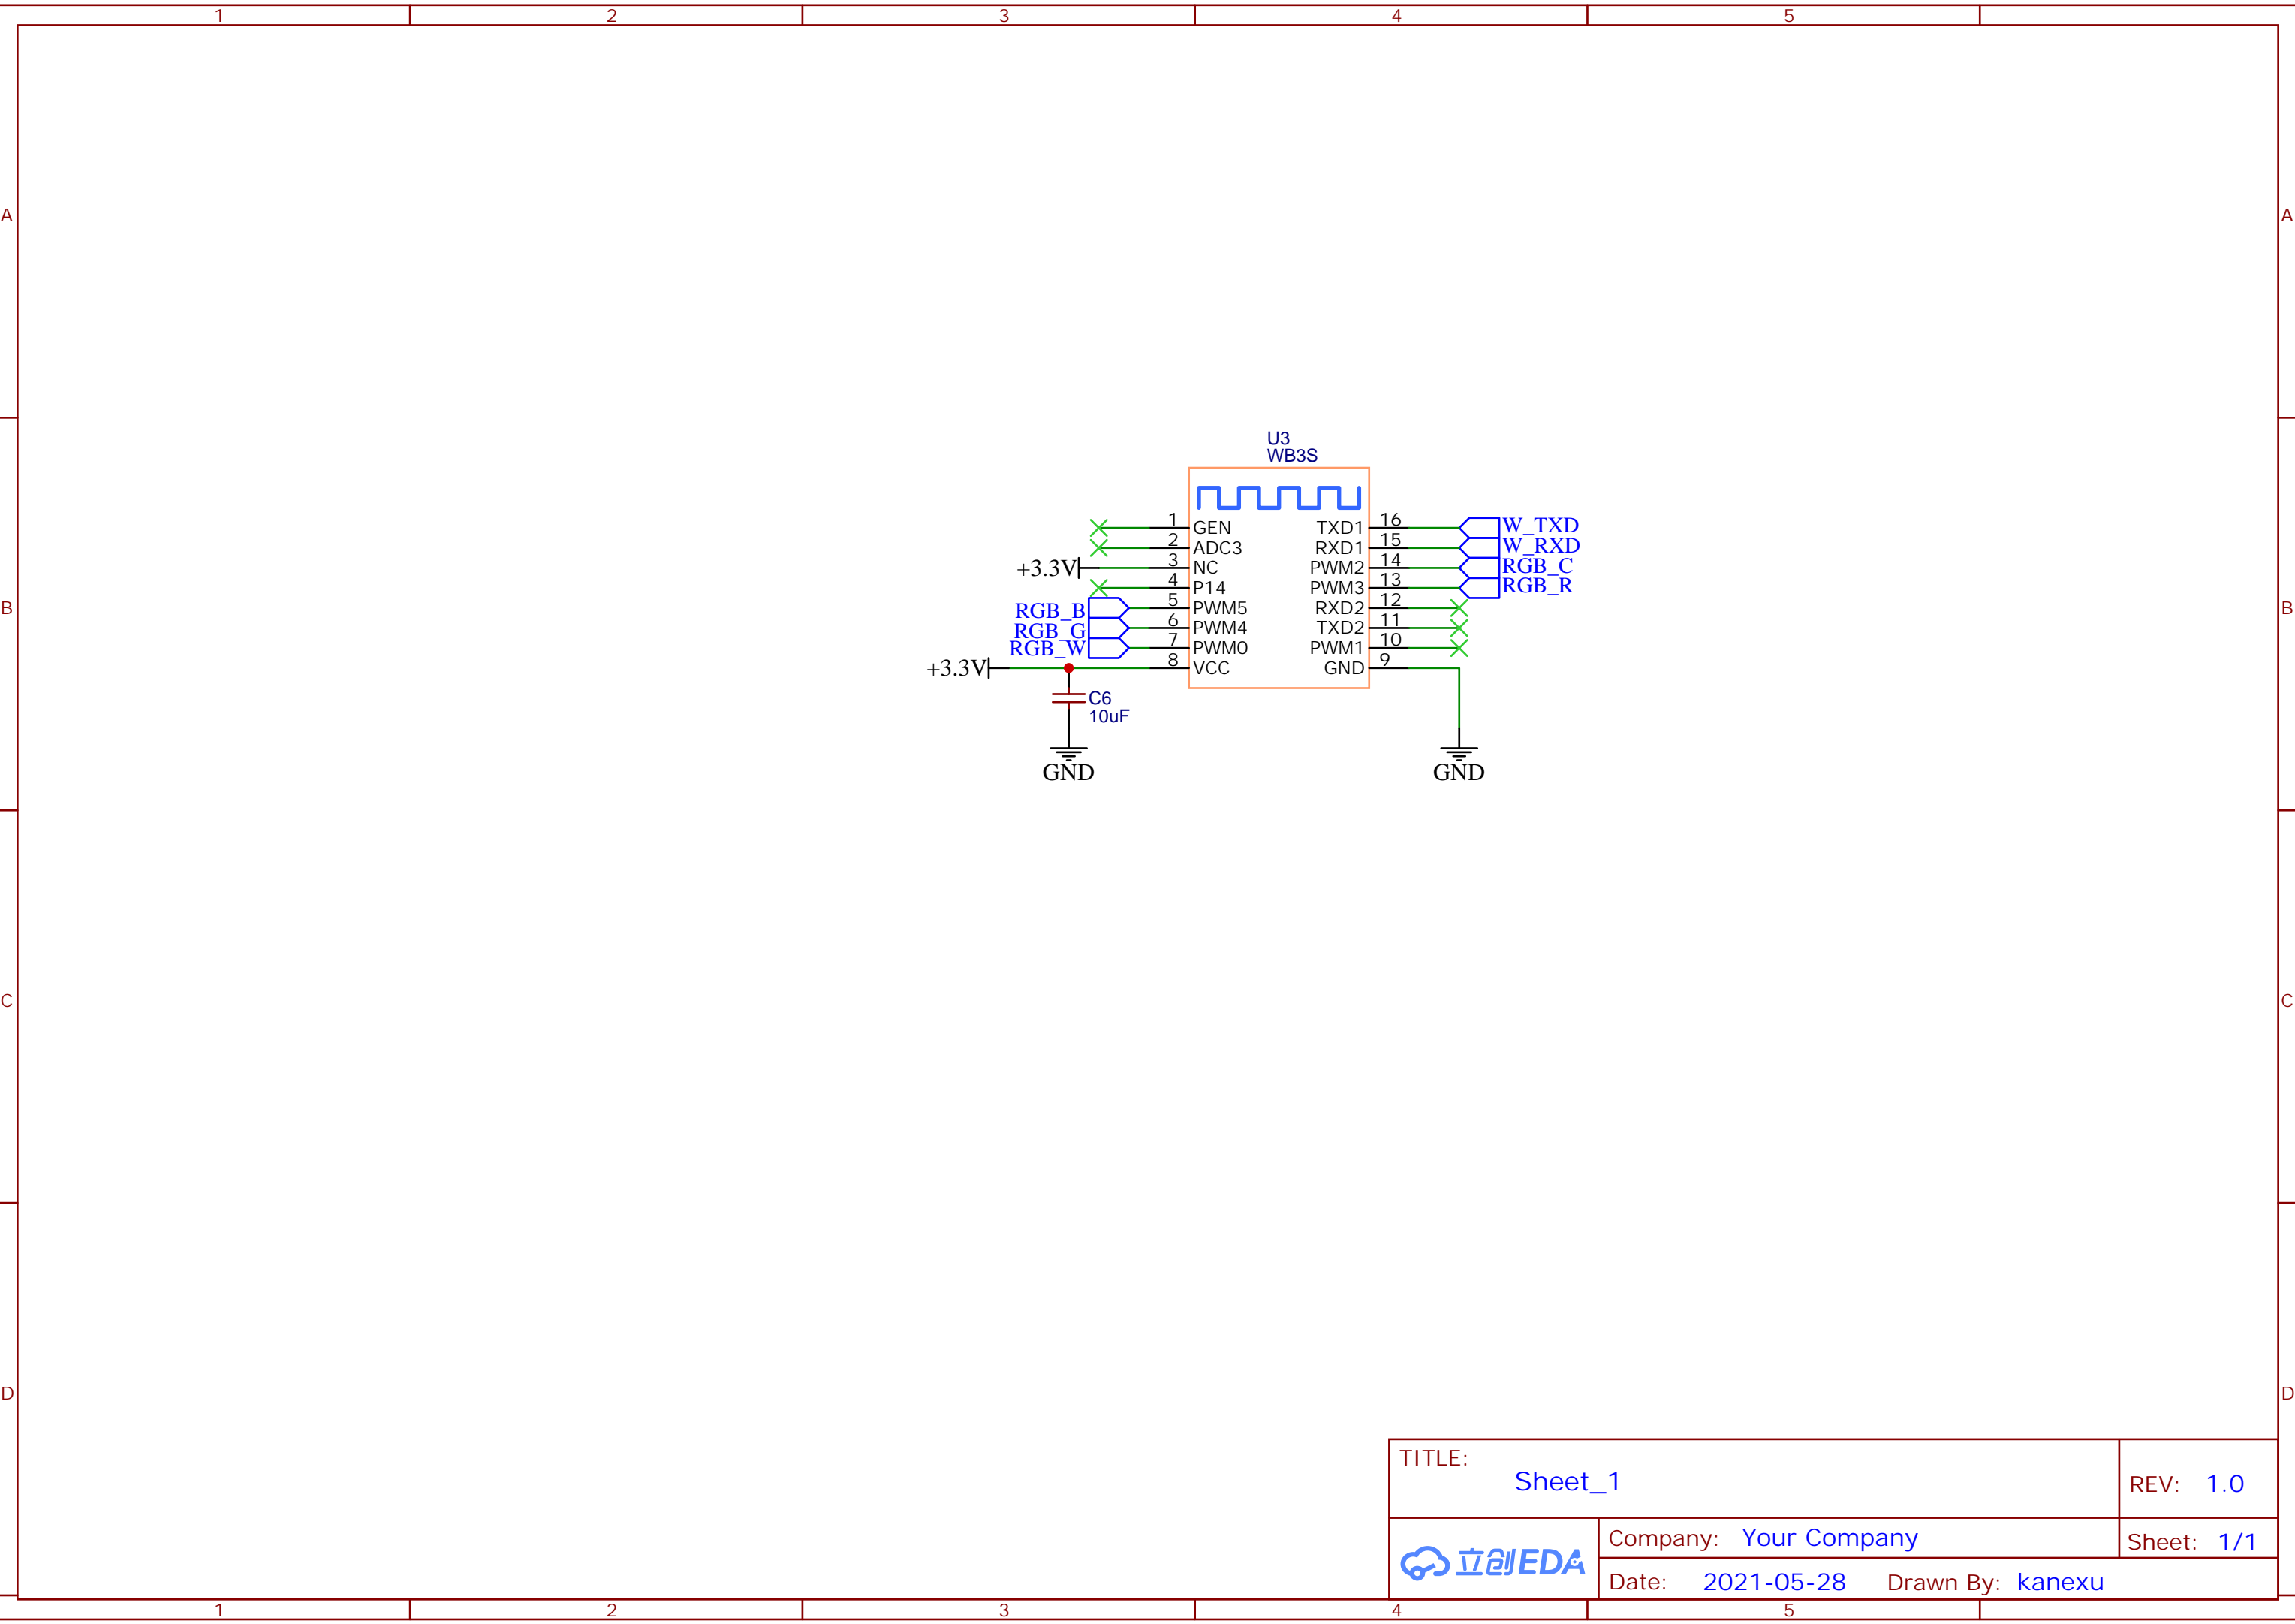 1 2 3 4 5
A A
U3
WB3S
1 GEN TXD1 16 W_TXD
2 ADC3 RXD1 15 W_RXD
+3.3V 3 NC PWM2 14 RGB_C
4 P14 PWM3 13 RGB_R
B RGB_B 5 PWM5 RXD2 12 B
RGB_G 6 PWM4 TXD2 11
RGB_W 7 PWM0 PWM1 10
+3.3V 8 VCC GND 9
C6
10uF
GND GND
C C
D D
TITLE:
Sheet_1
REV: 1.0
立创EDA
Company: Your Company
Sheet: 1/1
Date: 2021-05-28 Drawn By: kanexu
1 2 3 4 5